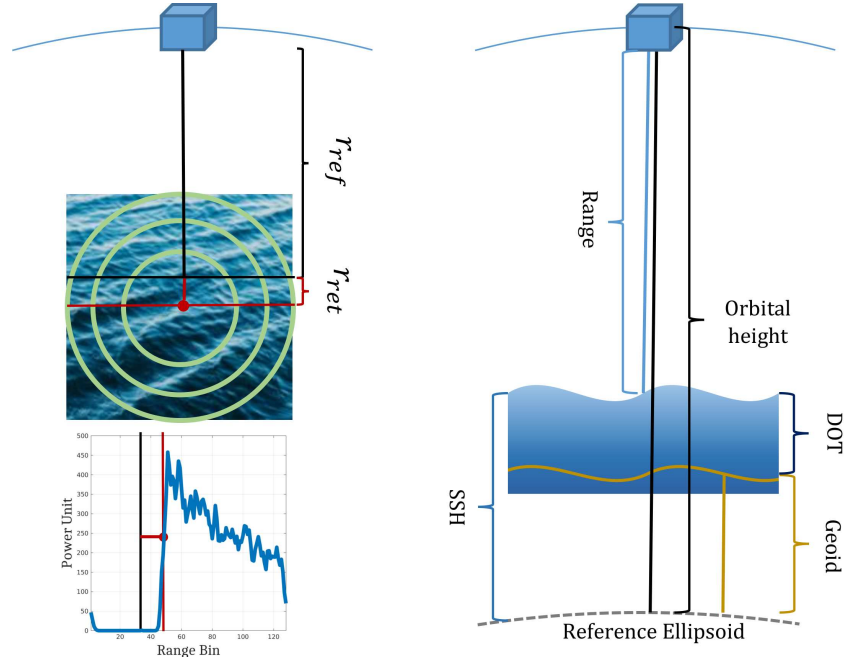 r_ref
r_ret
500
450
400
350
300
250
200
150
100
50
0
Power Unit
20 40 60 80 100 120
Range Bin
Range
Orbital
height
DOT
SSH
Geoid
Reference Ellipsoid